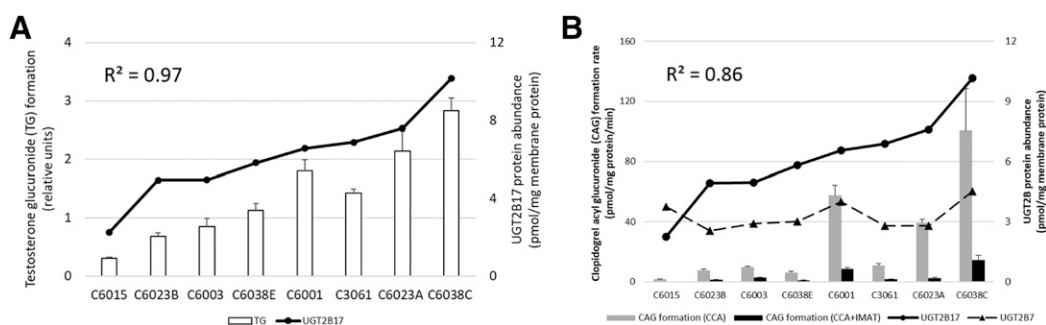 A
Testosterone glucuronide (TG) formation
(relative units)
4
3
2
1
0
R² = 0.97
12
8
4
0
UGT2B17 protein abundance
(pmol/mg membrane protein)
C6015 C6023B C6003 C6038E C6001 C3061 C6023A C6038C
TG UGT2B17
B
Clopidogrel acyl glucuronide (CAG) formation rate
(pmol/mg protein/min)
160
120
80
40
0
R² = 0.86
12
9
6
3
0
UGT2B protein abundance
(pmol/mg membrane protein)
C6015 C6023B C6003 C6038E C6001 C3061 C6023A C6038C
CAG formation (CCA) CAG formation (CCA+IMAT) UGT2B17 UGT2B7